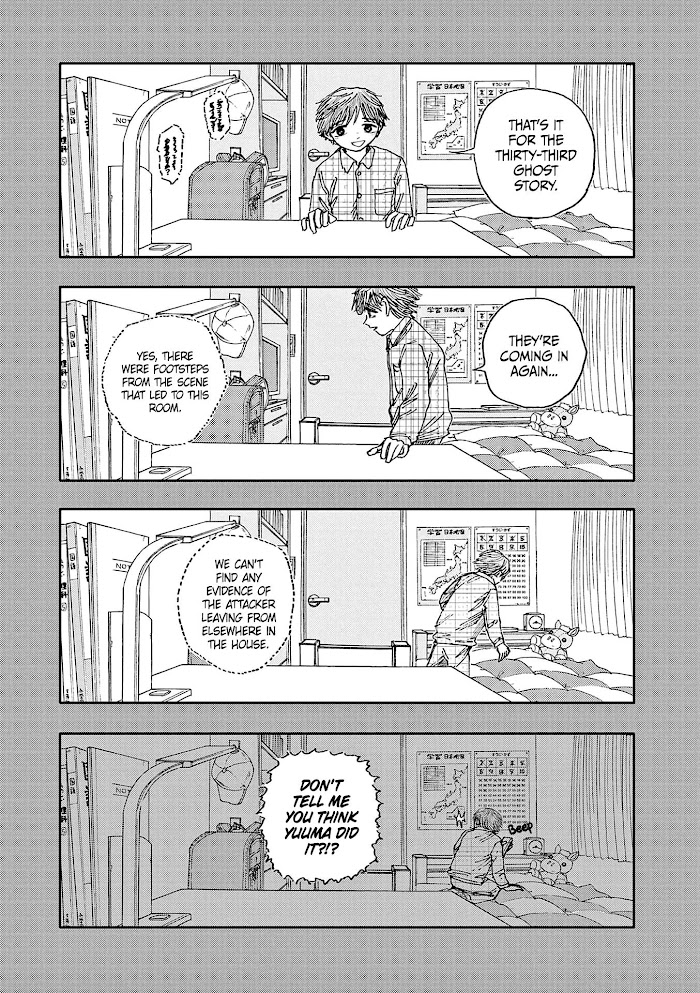 THAT'S IT
FOR THE
THIRTY-THIRD
GHOST
STORY.
THEY'RE
COMING IN
AGAIN...
YES, THERE
WERE FOOTSTEPS
FROM THE SCENE
THAT LED TO THIS
ROOM.
WE CAN'T
FIND ANY
EVIDENCE OF
THE ATTACKER
LEAVING FROM
ELSEWHERE IN
THE HOUSE.
DON'T
TELL ME
YOU THINK
YUUMA DID
IT?!?
Beep